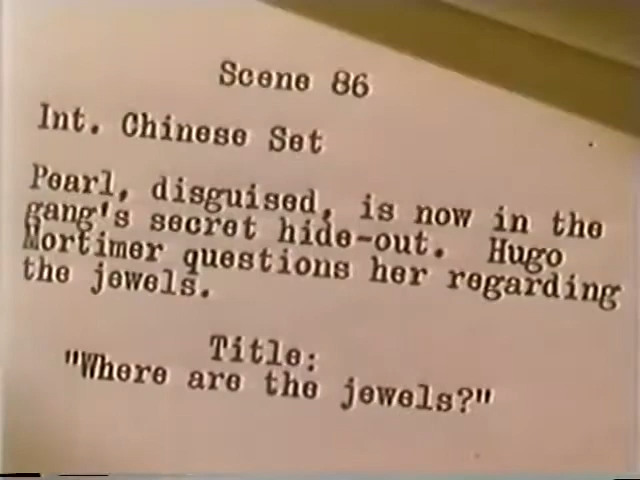 Scene 86
Int. Chinese Set
Pearl, disguised, is now in the
gang's secret hide-out. Hugo
Mortimer questions her regarding
the jewels.
Title:
"Where are the jewels?"